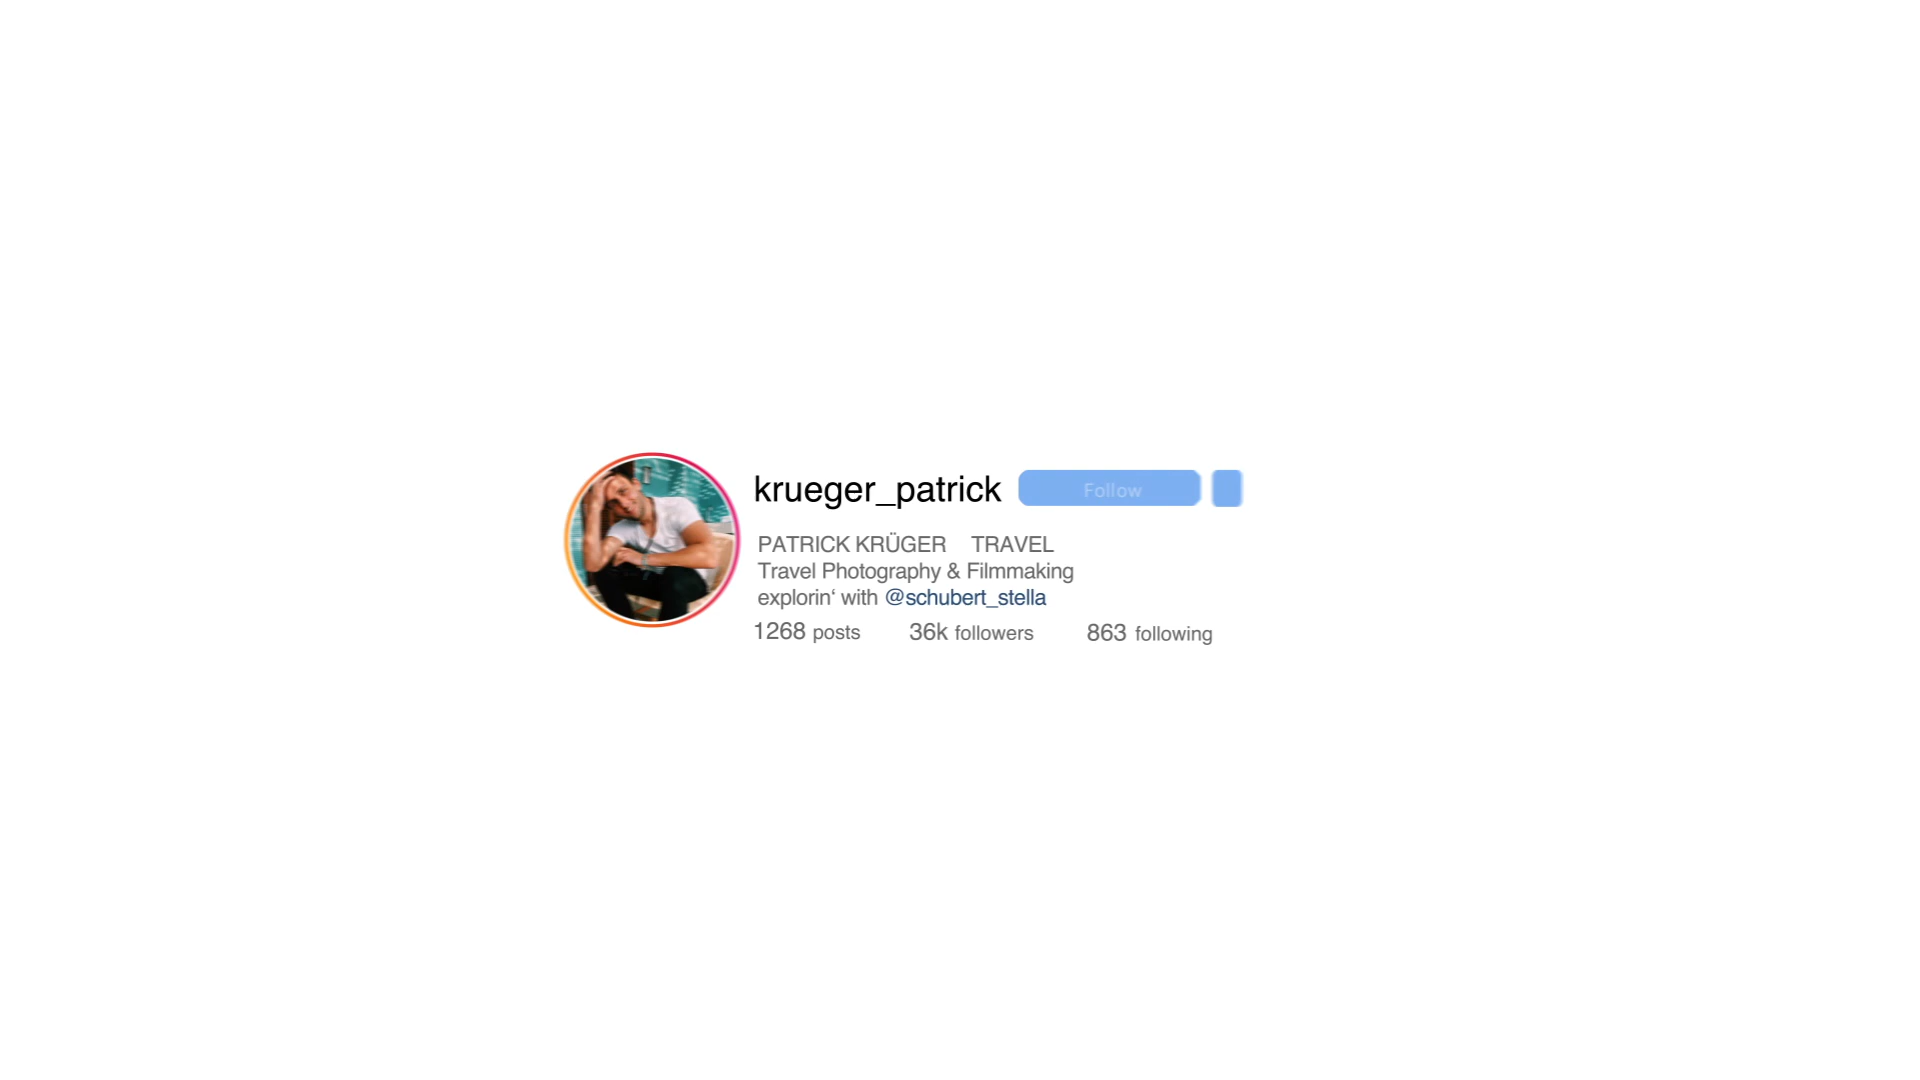 krueger_patrick Follow
PATRICK KRÜGER TRAVEL
Travel Photography & Filmmaking
explorin‘ with @schubert_stella
1268 posts 36k followers 863 following